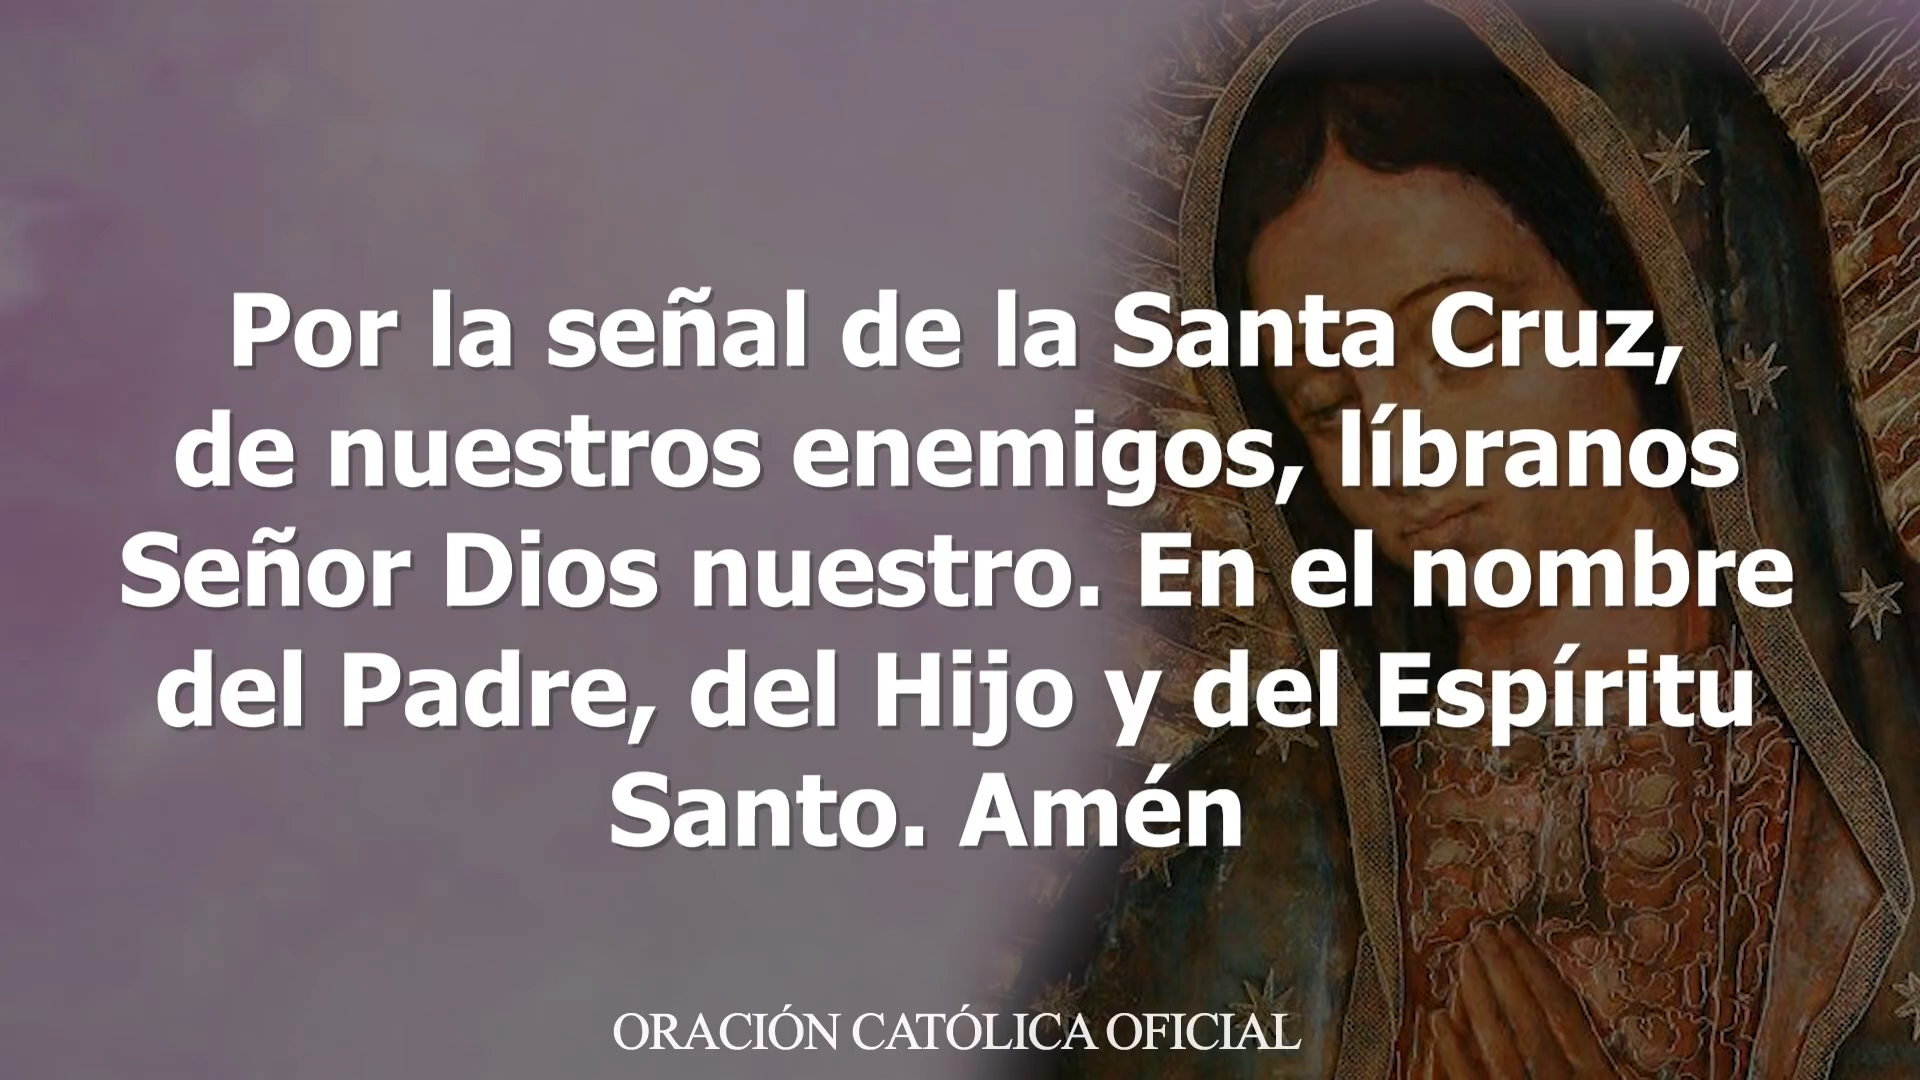 Por la señal de la Santa Cruz,
de nuestros enemigos, líbranos
Señor Dios nuestro. En el nombre
del Padre, del Hijo y del Espíritu
Santo. Amén
ORACIÓN CATÓLICA OFICIAL